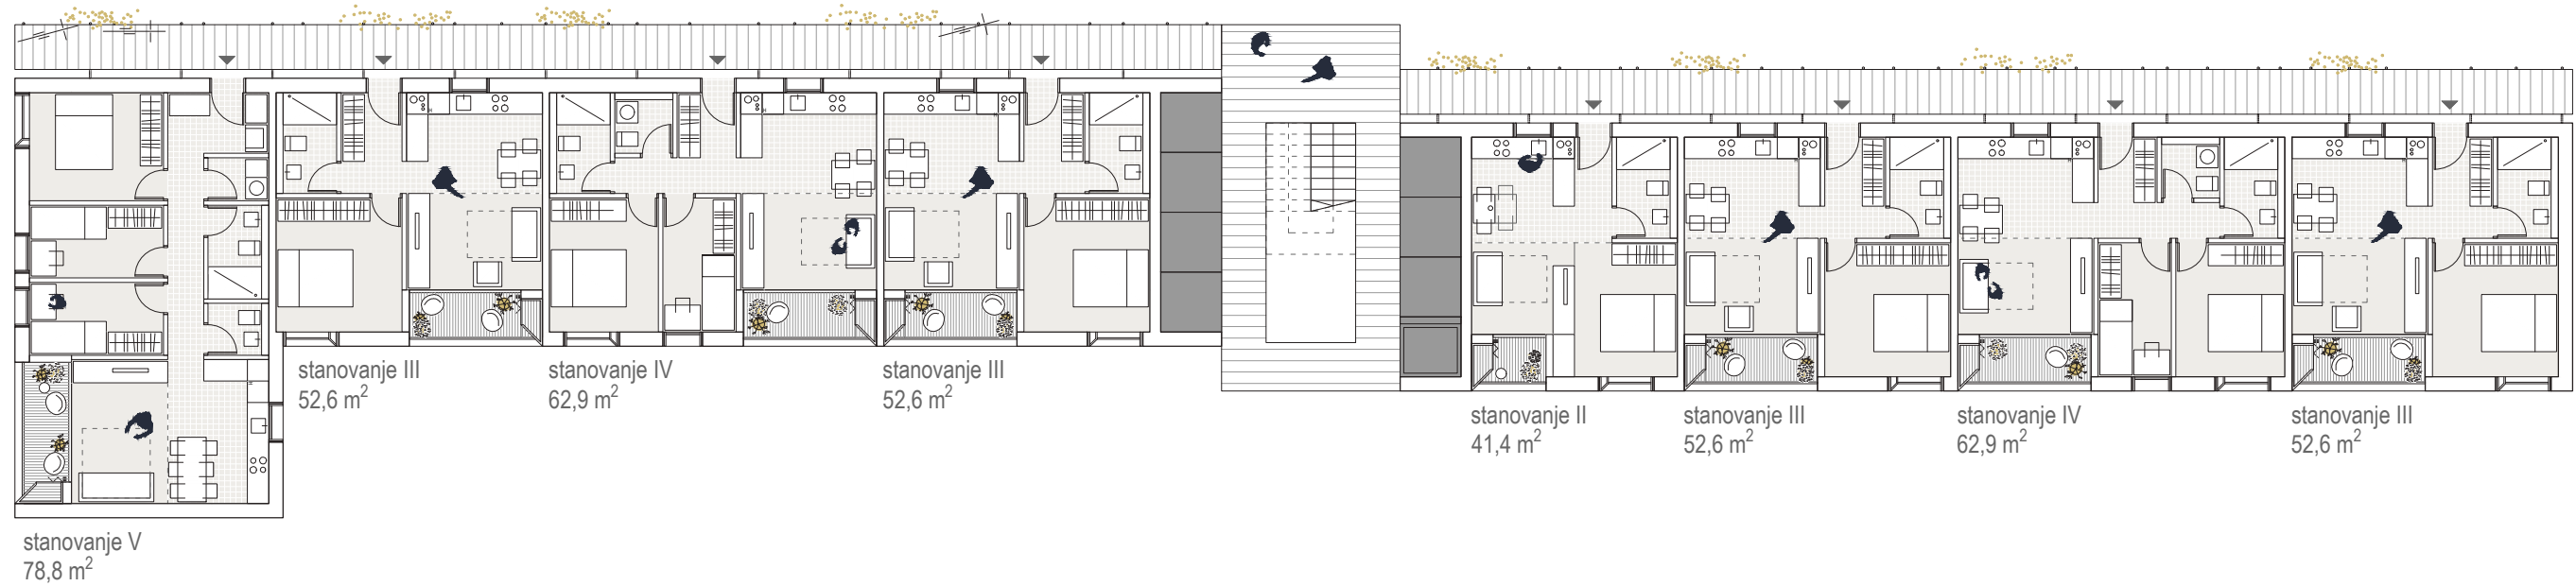 stanovanje III
52,6 m²
stanovanje IV
62,9 m²
stanovanje III
52,6 m²
stanovanje II
41,4 m²
stanovanje III
52,6 m²
stanovanje IV
62,9 m²
stanovanje III
52,6 m²
stanovanje V
78,8 m²